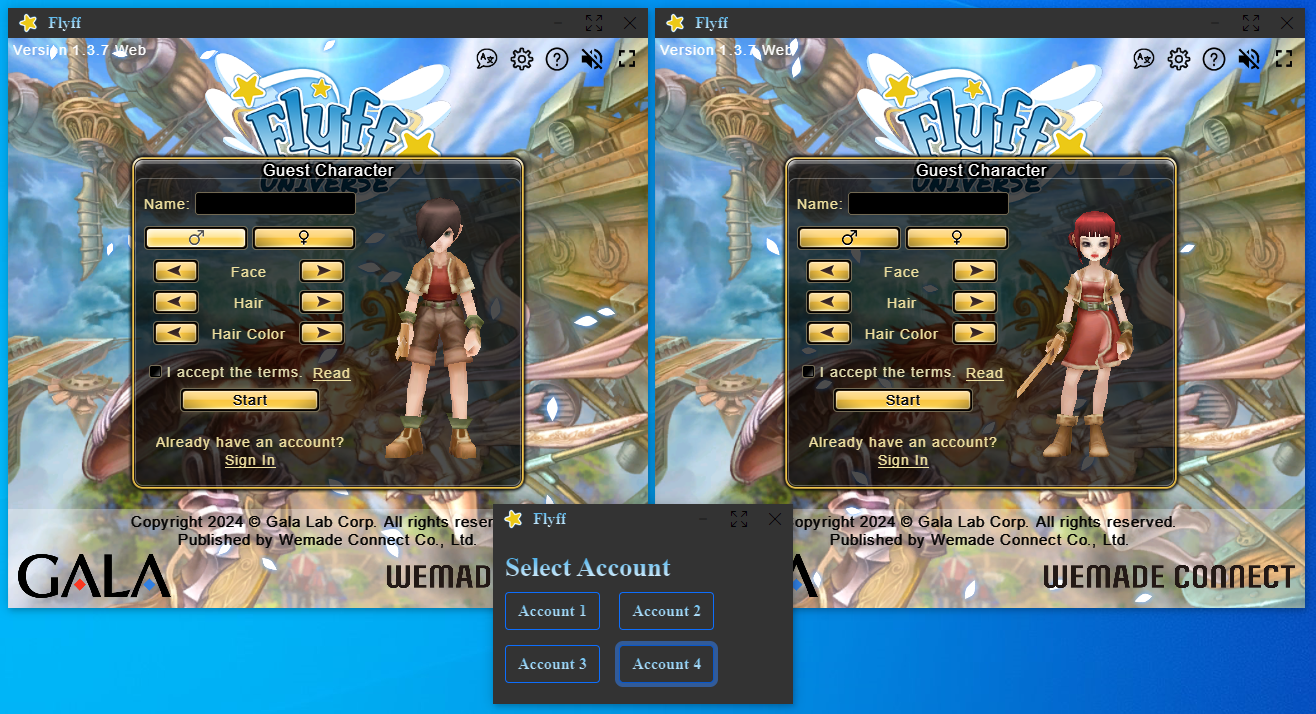 Flyff
Version 1.3.7 Web
Flyff
UNIVERSE
Guest Character
Name:
Face
Hair
Hair Color
I accept the terms. Read
Start
Already have an account?
Sign In
Copyright 2024 © Gala Lab Corp. All rights reser
Published by Wemade Connect Co., Ltd.
GALA
WEMADE
Flyff
Version 1.3.7 Web
Flyff
UNIVERSE
Guest Character
Name:
Face
Hair
Hair Color
I accept the terms. Read
Start
Already have an account?
Sign In
opyright 2024 © Gala Lab Corp. All rights reserved.
Published by Wemade Connect Co., Ltd.
A
WEMADE CONNECT
Flyff
Select Account
Account 1
Account 2
Account 3
Account 4